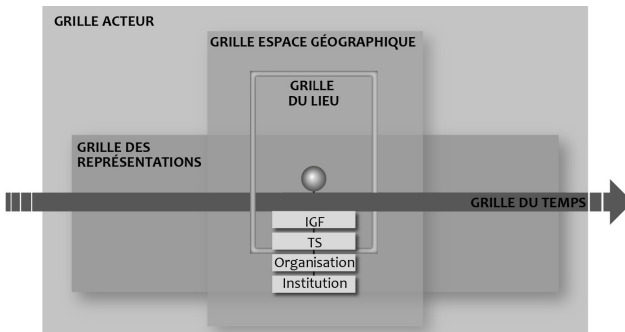 GRILLE ACTEUR
GRILLE ESPACE GÉOGRAPHIQUE
GRILLE
DU LIEU
GRILLE DES
REPRÉSENTATIONS
GRILLE DU TEMPS
IGF
TS
Organisation
Institution